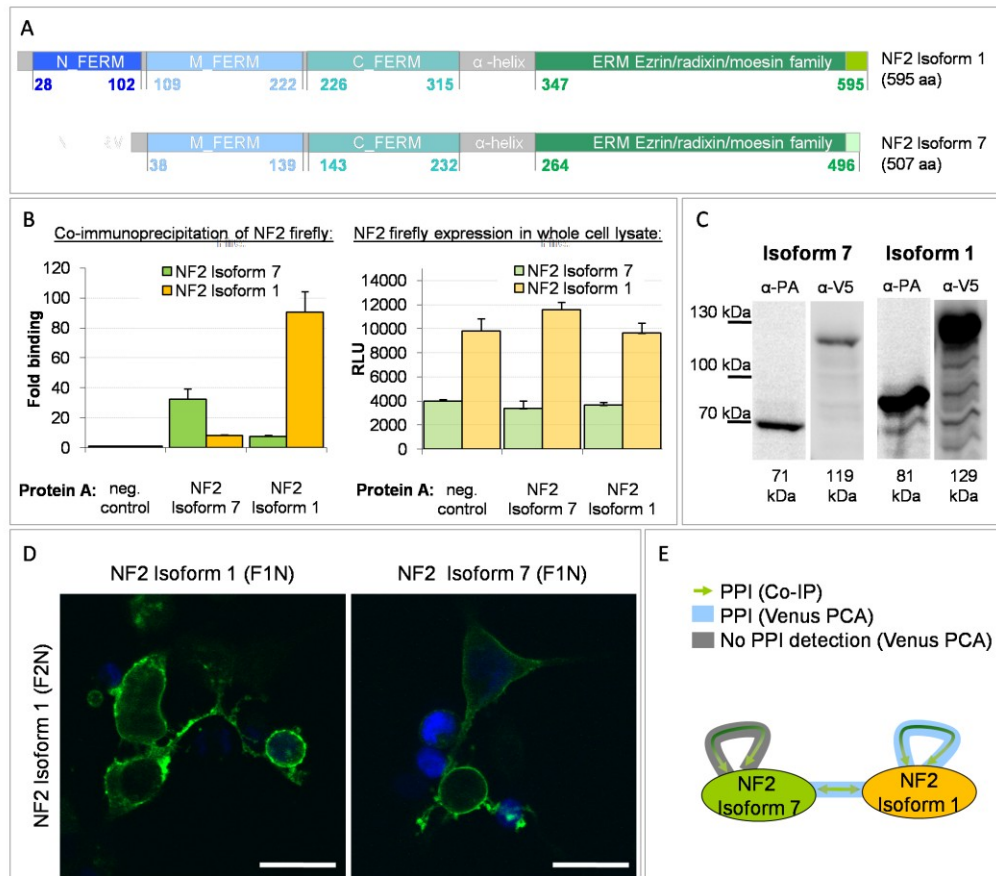 A
N_FERM M_FERM C_FERM α-helix ERM Ezrin/radixin/moesin family
28 102 109 222 226 315 347 595
NF2 Isoform 1
(595 aa)
M_FERM C_FERM α-helix ERM Ezrin/radixin/moesin family
38 139 143 232 264 496
NF2 Isoform 7
(507 aa)
B
Co-immunoprecipitation of NF2 firefly:
NF2 Isoform 7
NF2 Isoform 1
Fold binding
120
100
80
60
40
20
0
Protein A: neg. control NF2 Isoform 7 NF2 Isoform 1
NF2 firefly expression in whole cell lysate:
NF2 Isoform 7
NF2 Isoform 1
RLU
14000
12000
10000
8000
6000
4000
2000
0
Protein A: neg. control NF2 Isoform 7 NF2 Isoform 1
C
Isoform 7 Isoform 1
α-PA α-V5 α-PA α-V5
130 kDa
100 kDa
70 kDa
71 119 81 129
kDa kDa kDa kDa
D
NF2 Isoform 1 (F1N) NF2 Isoform 7 (F1N)
NF2 Isoform 1 (F2N)
E
PPI (Co-IP)
PPI (Venus PCA)
No PPI detection (Venus PCA)
NF2
Isoform 7
NF2
Isoform 1